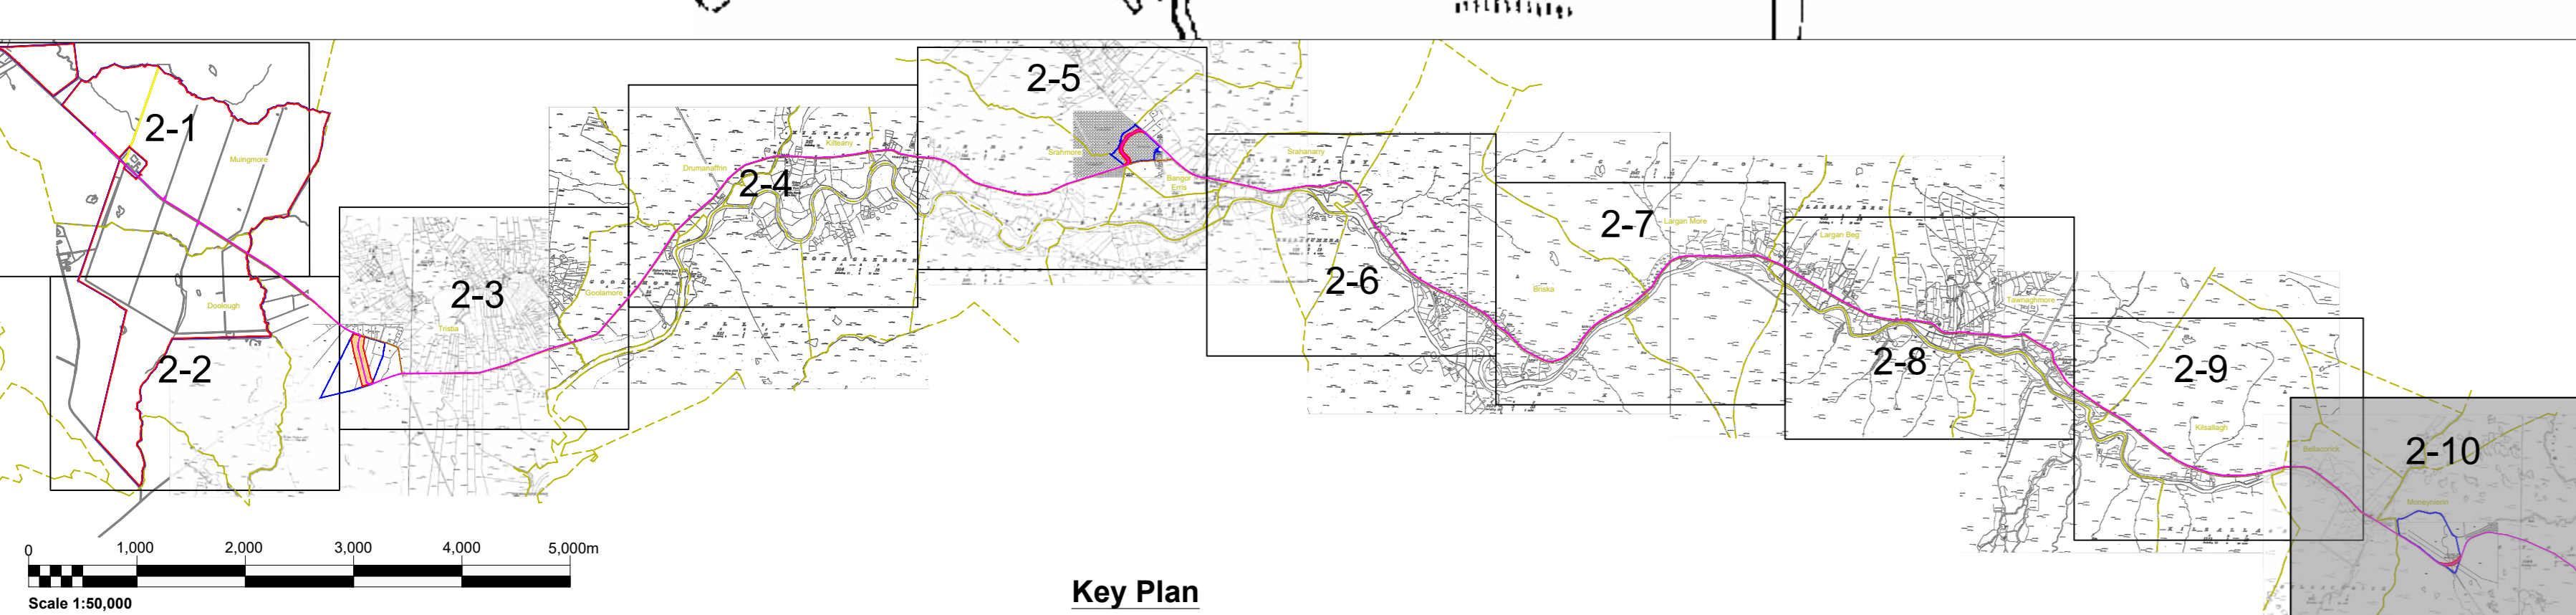 2-1
Muingmore
2-2
Doolough
2-3
Tristia
Goolamore
2-4
Drumanaffrin
Kilteany
2-5
Srahmore
Bangor
Erris
2-6
Srahanarry
2-7
Largan More
Briska
2-8
Largan Beg
Tawnaghmore
2-9
Kilsallagh
2-10
Bellacorick
Moneynierin
0 1,000 2,000 3,000 4,000 5,000m
Scale 1:50,000
Key Plan